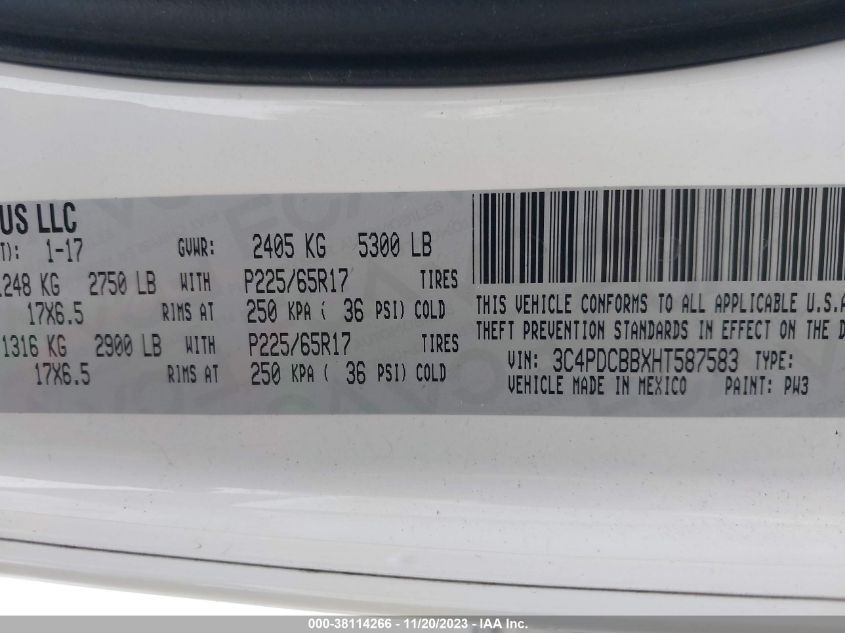 US LLC
T): 1-17 GVWR: 2405 KG 5300 LB
1248 KG 2750 LB WITH P225/65R17 TIRES
17X6.5 RIMS AT 250 KPA ( 36 PSI) COLD
1316 KG 2900 LB WITH P225/65R17 TIRES
17X6.5 RIMS AT 250 KPA ( 36 PSI) COLD
THIS VEHICLE CONFORMS TO ALL APPLICABLE U.S.A
THEFT PREVENTION STANDARDS IN EFFECT ON THE D
VIN: 3C4PDCBBXHT587583 TYPE:
VEHICLE MADE IN MEXICO PAINT: PW3
000-38114266 - 11/20/2023 - IAA Inc.